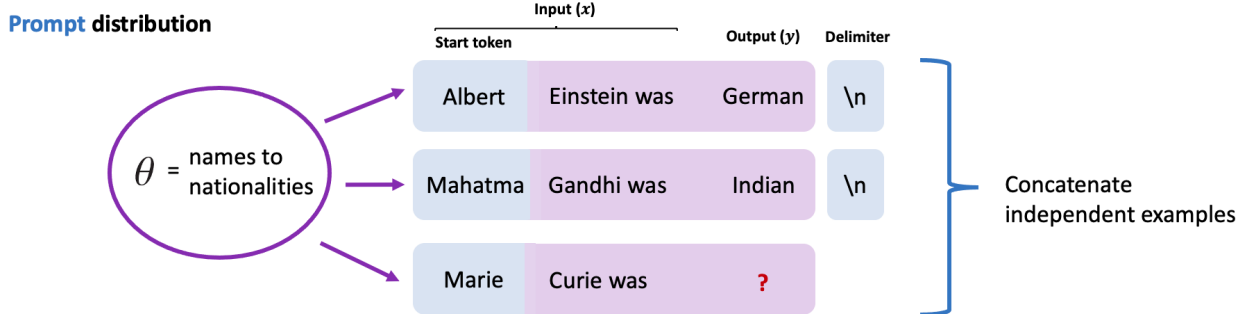 Prompt distribution
Input (x)
Start token
Output (y)
Delimiter
Albert Einstein was German \n
θ = names to
nationalities
Mahatma Gandhi was Indian \n
Marie Curie was ?
Concatenate
independent examples